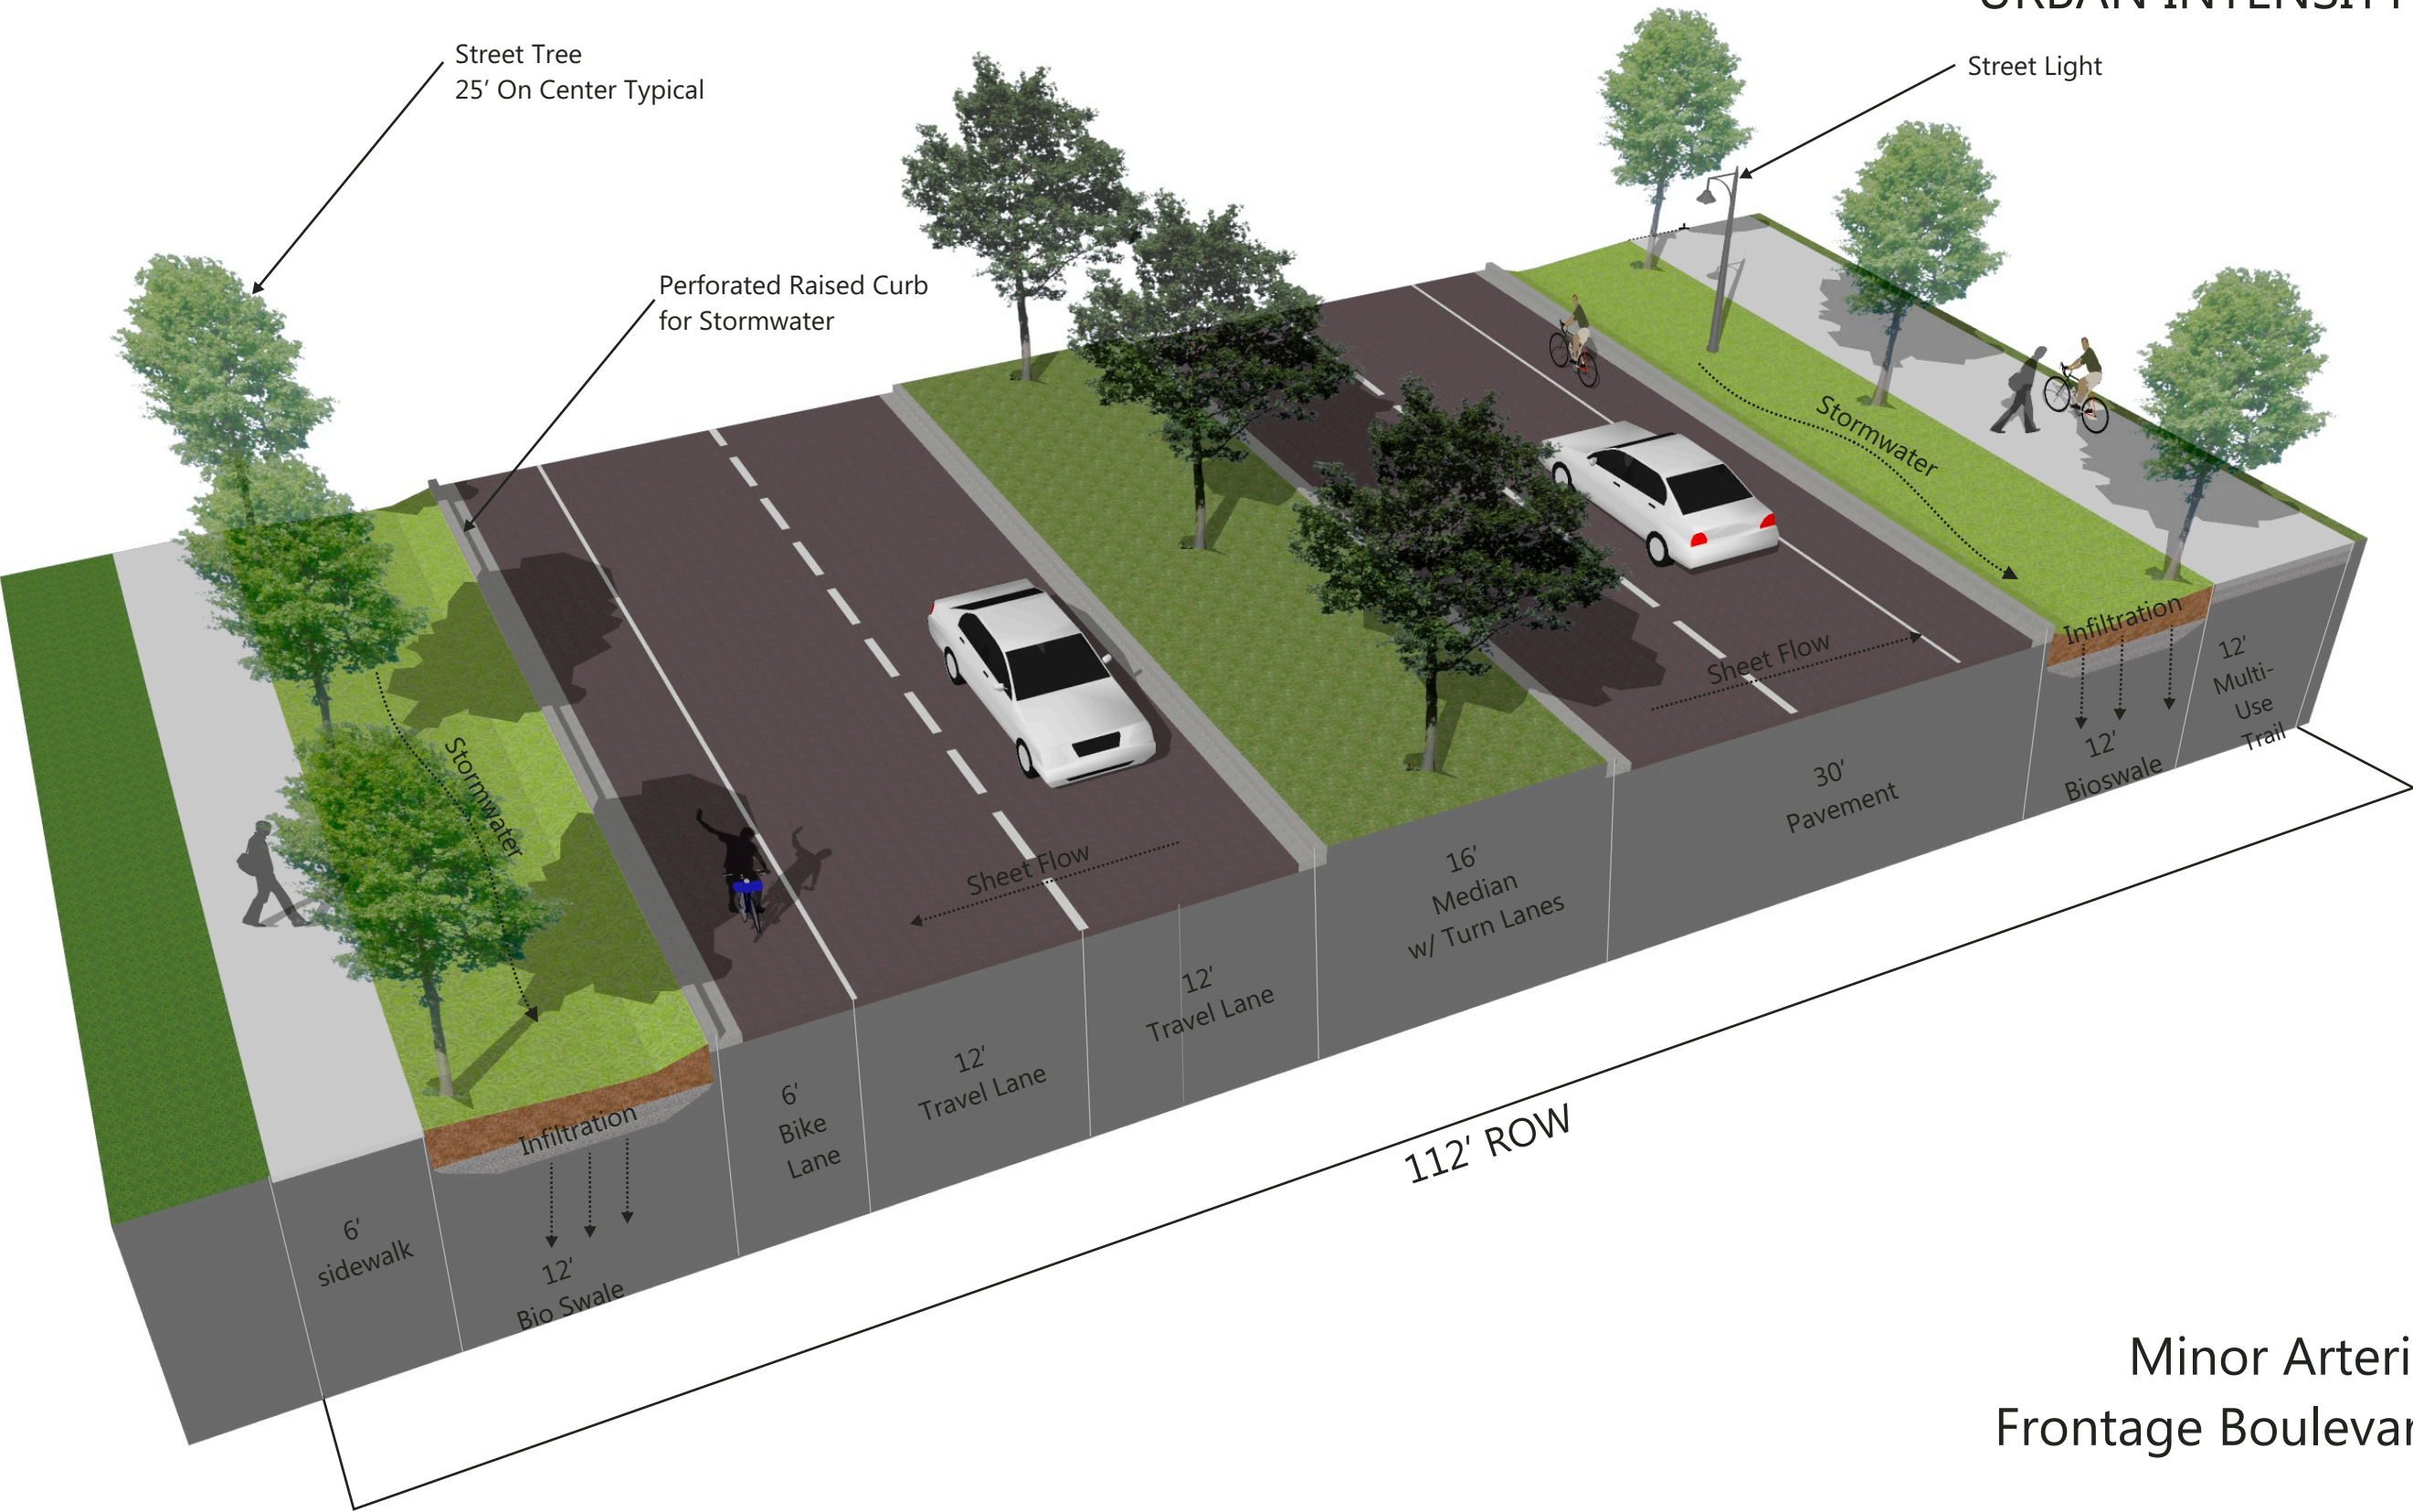 URBAN INTENSITY
Street Tree
25' On Center Typical
Street Light
Perforated Raised Curb
for Stormwater
Stormwater
Stormwater
Sheet Flow
Sheet Flow
Infiltration
Infiltration
6'
sidewalk
12'
Bio Swale
6'
Bike
Lane
12'
Travel Lane
12'
Travel Lane
16'
Median
w/ Turn Lanes
30'
Pavement
12'
Bioswale
12'
Multi-
Use
Trail
112' ROW
Minor Arteri
Frontage Boulevar